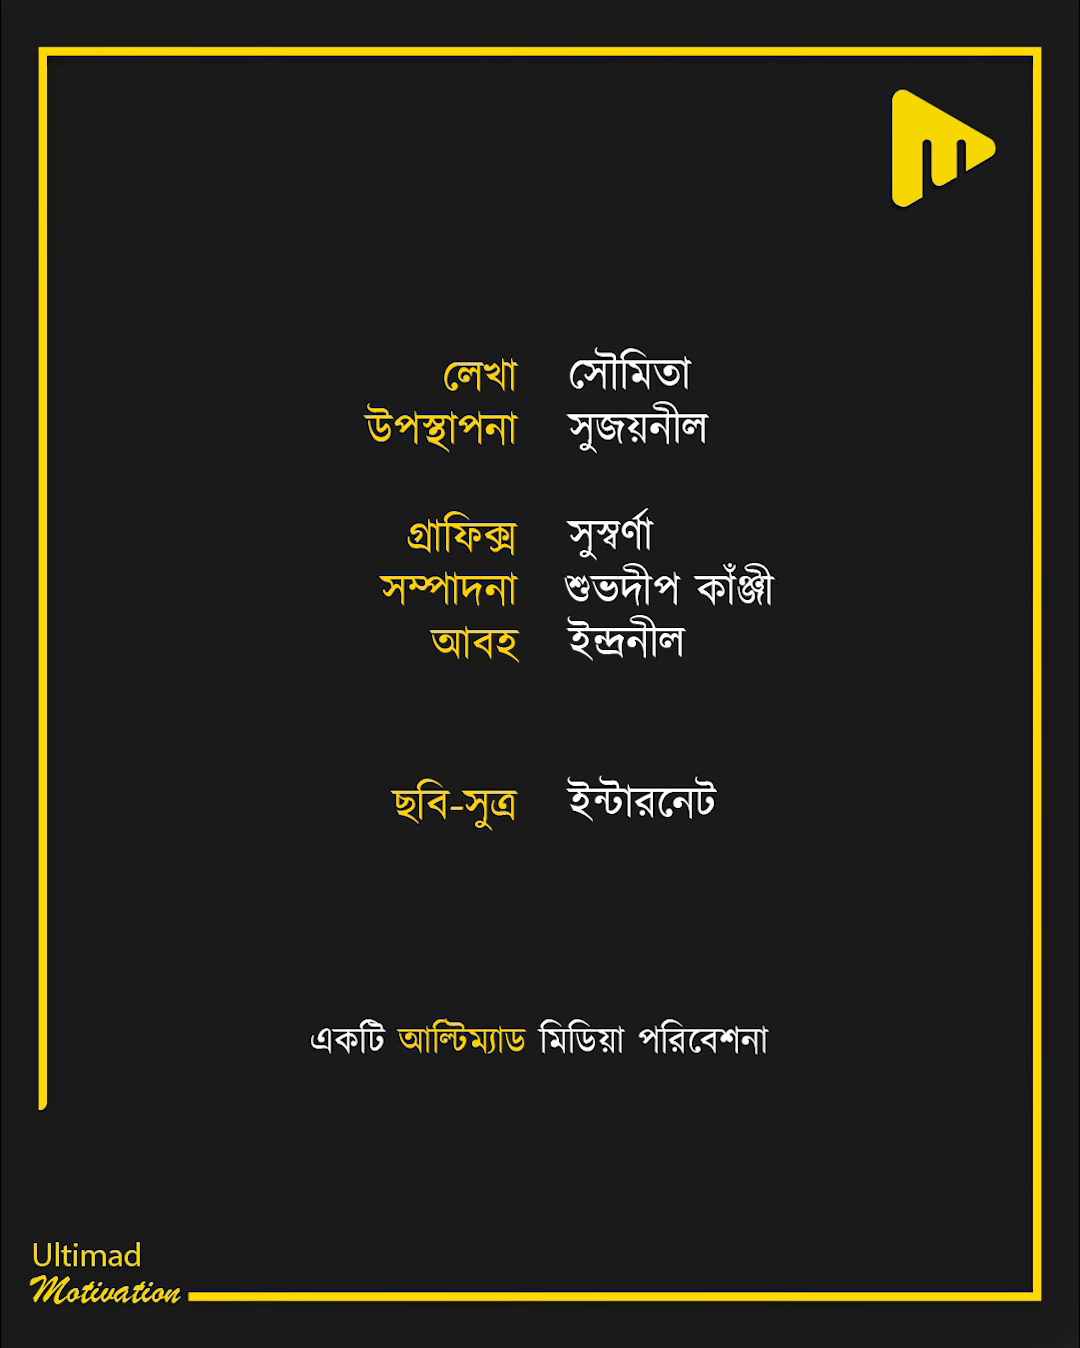 লেখা সৌমিতা
উপস্থাপনা সুজয়নীল
গ্রাফিক্স সুস্বর্ণা
সম্পাদনা শুভদীপ কাঁঞ্জী
আবহ ইন্দ্রনীল
ছবি-সুত্র ইন্টারনেট
একটি আল্টিম্যাড মিডিয়া পরিবেশনা
Ultimad
Motivation